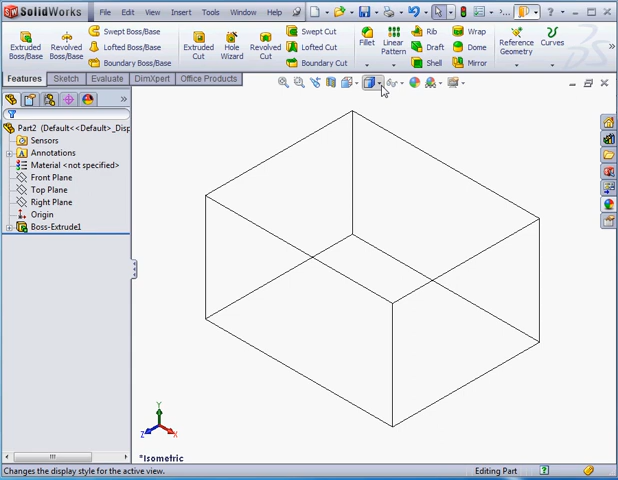 SolidWorks File Edit View Insert Tools Window Help
Extruded Boss/Base
Revolved Boss/Base
Swept Boss/Base
Lofted Boss/Base
Boundary Boss/Base
Extruded Cut
Hole Wizard
Revolved Cut
Swept Cut
Lofted Cut
Boundary Cut
Fillet
Linear Pattern
Rib
Draft
Shell
Wrap
Dome
Mirror
Reference Geometry
Curves
Features Sketch Evaluate DimXpert Office Products
Part2 (Default<<Default>_Disp
Sensors
Annotations
Material <not specified>
Front Plane
Top Plane
Right Plane
Origin
Boss-Extrude1
Y
Z X
*Isometric
Changes the display style for the active view. Editing Part